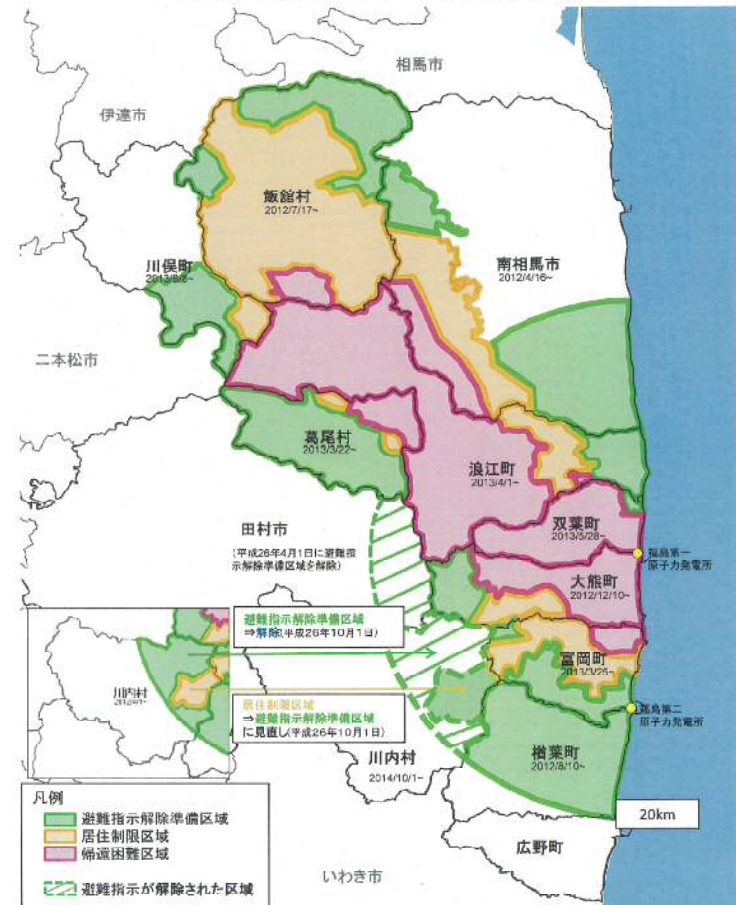 相馬市
伊達市
飯舘村
2012/7/17~
川俣町
2013/8/8~
南相馬市
2012/4/16~
二本松市
葛尾村
2013/3/22~
浪江町
2013/4/1~
田村市
(平成26年4月1日に避難指
示解除準備区域を解除)
双葉町
2013/5/28~
福島第一
原子力発電所
大熊町
2012/12/10~
避難指示解除準備区域
⇒解除(平成26年10月1日)
富岡町
2013/3/25~
川内村
居住制限区域
⇒避難指示解除準備区域
に見直し(平成26年10月1日)
福島第二
原子力発電所
川内村
2014/10/1~
楢葉町
2012/8/10~
20km
凡例
避難指示解除準備区域
居住制限区域
帰還困難区域
避難指示が解除された区域
広野町
いわき市